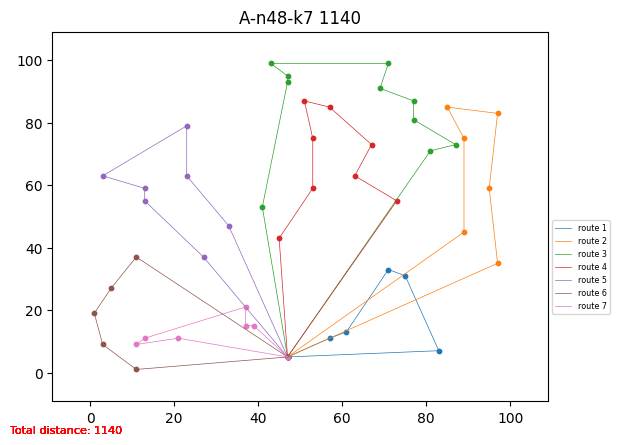 A-n48-k7 1140
100
80
60
40
20
0
0 20 40 60 80 100
route 1
route 2
route 3
route 4
route 5
route 6
route 7
Total distance: 1140